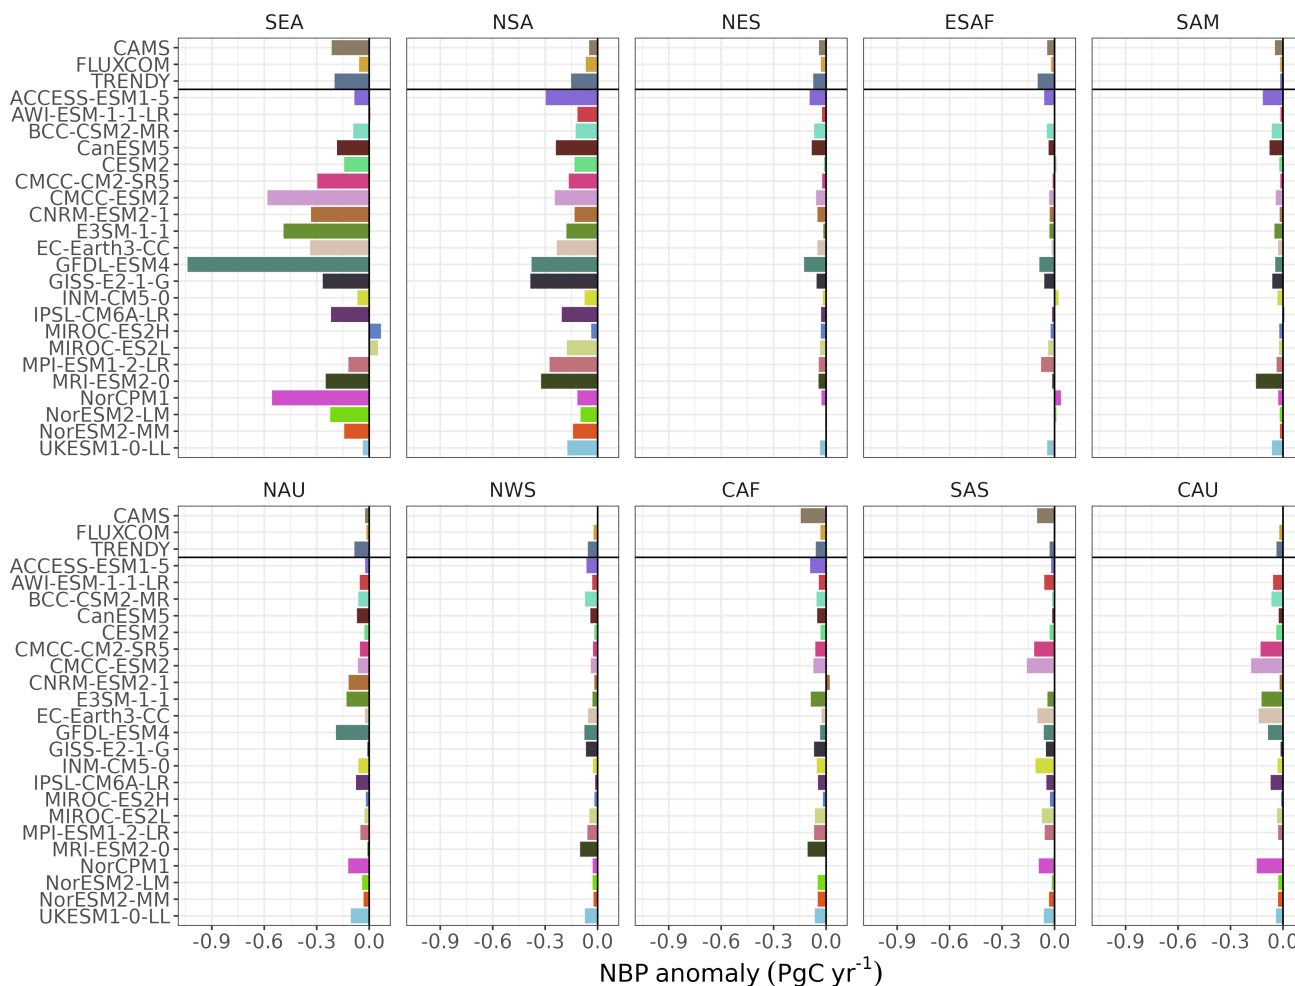 SEA NSA NES ESAF SAM
CAMS
FLUXCOM
TRENDY
ACCESS-ESM1-5
AWI-ESM-1-1-LR
BCC-CSM2-MR
CanESM5
CESM2
CMCC-CM2-SR5
CMCC-ESM2
CNRM-ESM2-1
E3SM-1-1
EC-Earth3-CC
GFDL-ESM4
GISS-E2-1-G
INM-CM5-0
IPSL-CM6A-LR
MIROC-ES2H
MIROC-ES2L
MPI-ESM1-2-LR
MRI-ESM2-0
NorCPM1
NorESM2-LM
NorESM2-MM
UKESM1-0-LL
NAU NWS CAF SAS CAU
CAMS
FLUXCOM
TRENDY
ACCESS-ESM1-5
AWI-ESM-1-1-LR
BCC-CSM2-MR
CanESM5
CESM2
CMCC-CM2-SR5
CMCC-ESM2
CNRM-ESM2-1
E3SM-1-1
EC-Earth3-CC
GFDL-ESM4
GISS-E2-1-G
INM-CM5-0
IPSL-CM6A-LR
MIROC-ES2H
MIROC-ES2L
MPI-ESM1-2-LR
MRI-ESM2-0
NorCPM1
NorESM2-LM
NorESM2-MM
UKESM1-0-LL
-0.9 -0.6 -0.3 0.0 -0.9 -0.6 -0.3 0.0 -0.9 -0.6 -0.3 0.0 -0.9 -0.6 -0.3 0.0 -0.9 -0.6 -0.3 0.0
NBP anomaly (PgC yr⁻¹)